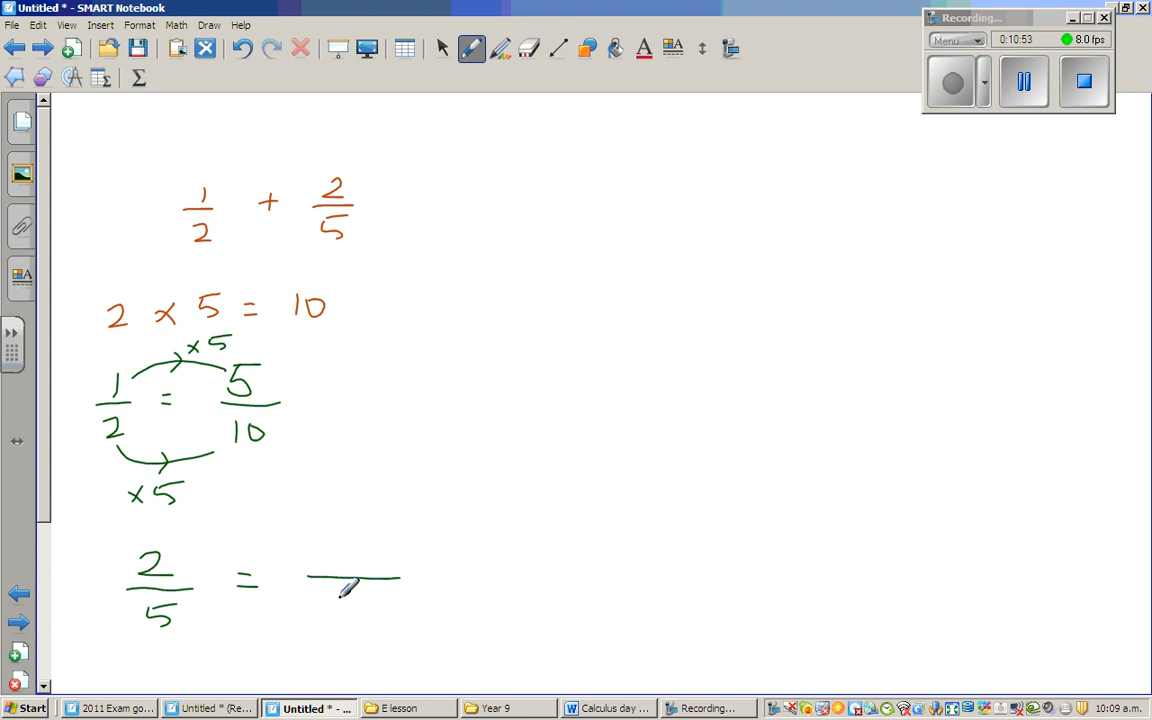 Untitled * - SMART Notebook
File Edit View Insert Format Math Draw Help
Recording...
Menu 0:10:53 8.0 fps
1/2 + 2/5
2 × 5 = 10
×5
1/2 = 5/10
×5
2/5 =
Start 2011 Exam go... Untitled * (Re... Untitled * - ... E lesson Year 9 Calculus day ... Recording... 10:09 a.m.